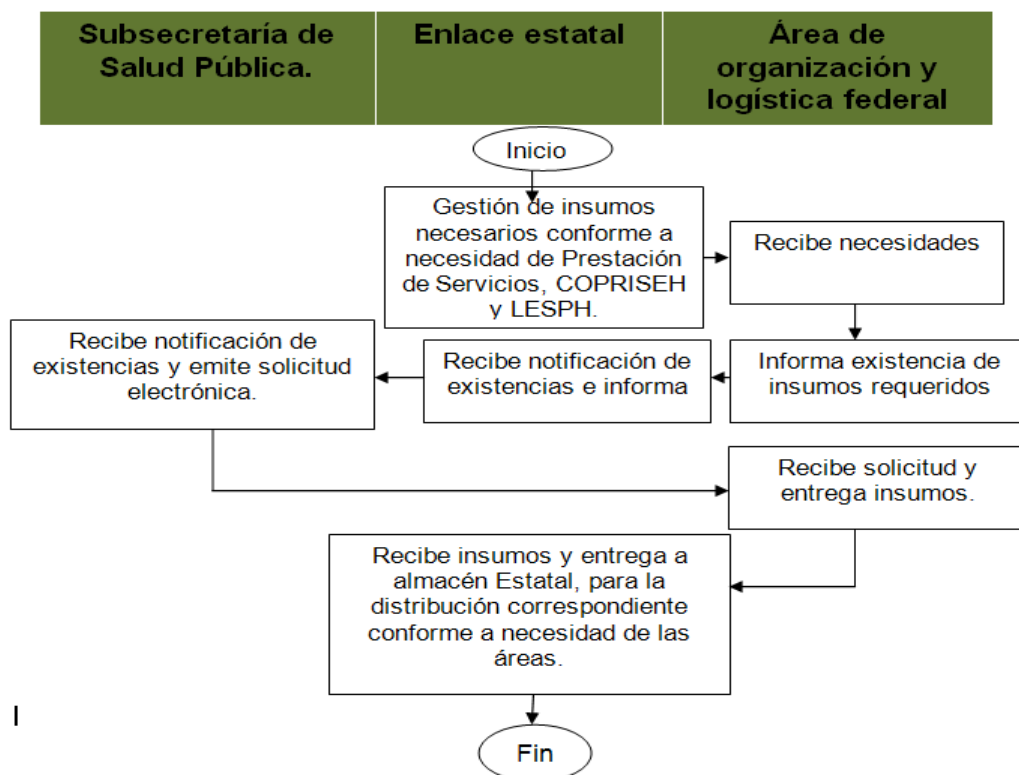 Subsecretaría de
Salud Pública.
Enlace estatal
Área de
organización y
logística federal
Inicio
Gestión de insumos
necesarios conforme a
necesidad de Prestación
de Servicios, COPRISEH
y LESPH.
Recibe necesidades
Recibe notificación de
existencias y emite solicitud
electrónica.
Recibe notificación de
existencias e informa
Informa existencia de
insumos requeridos
Recibe solicitud y
entrega insumos.
Recibe insumos y entrega a
almacén Estatal, para la
distribución correspondiente
conforme a necesidad de las
áreas.
l
Fin